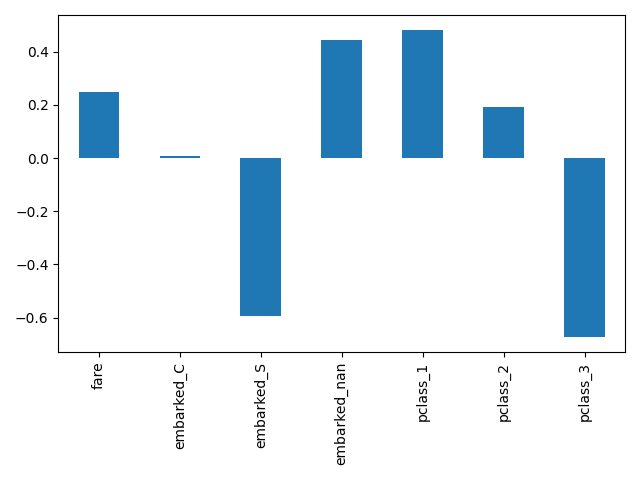 0.4
0.2
0.0
−0.2
−0.4
−0.6
fare
embarked_C
embarked_S
embarked_nan
pclass_1
pclass_2
pclass_3